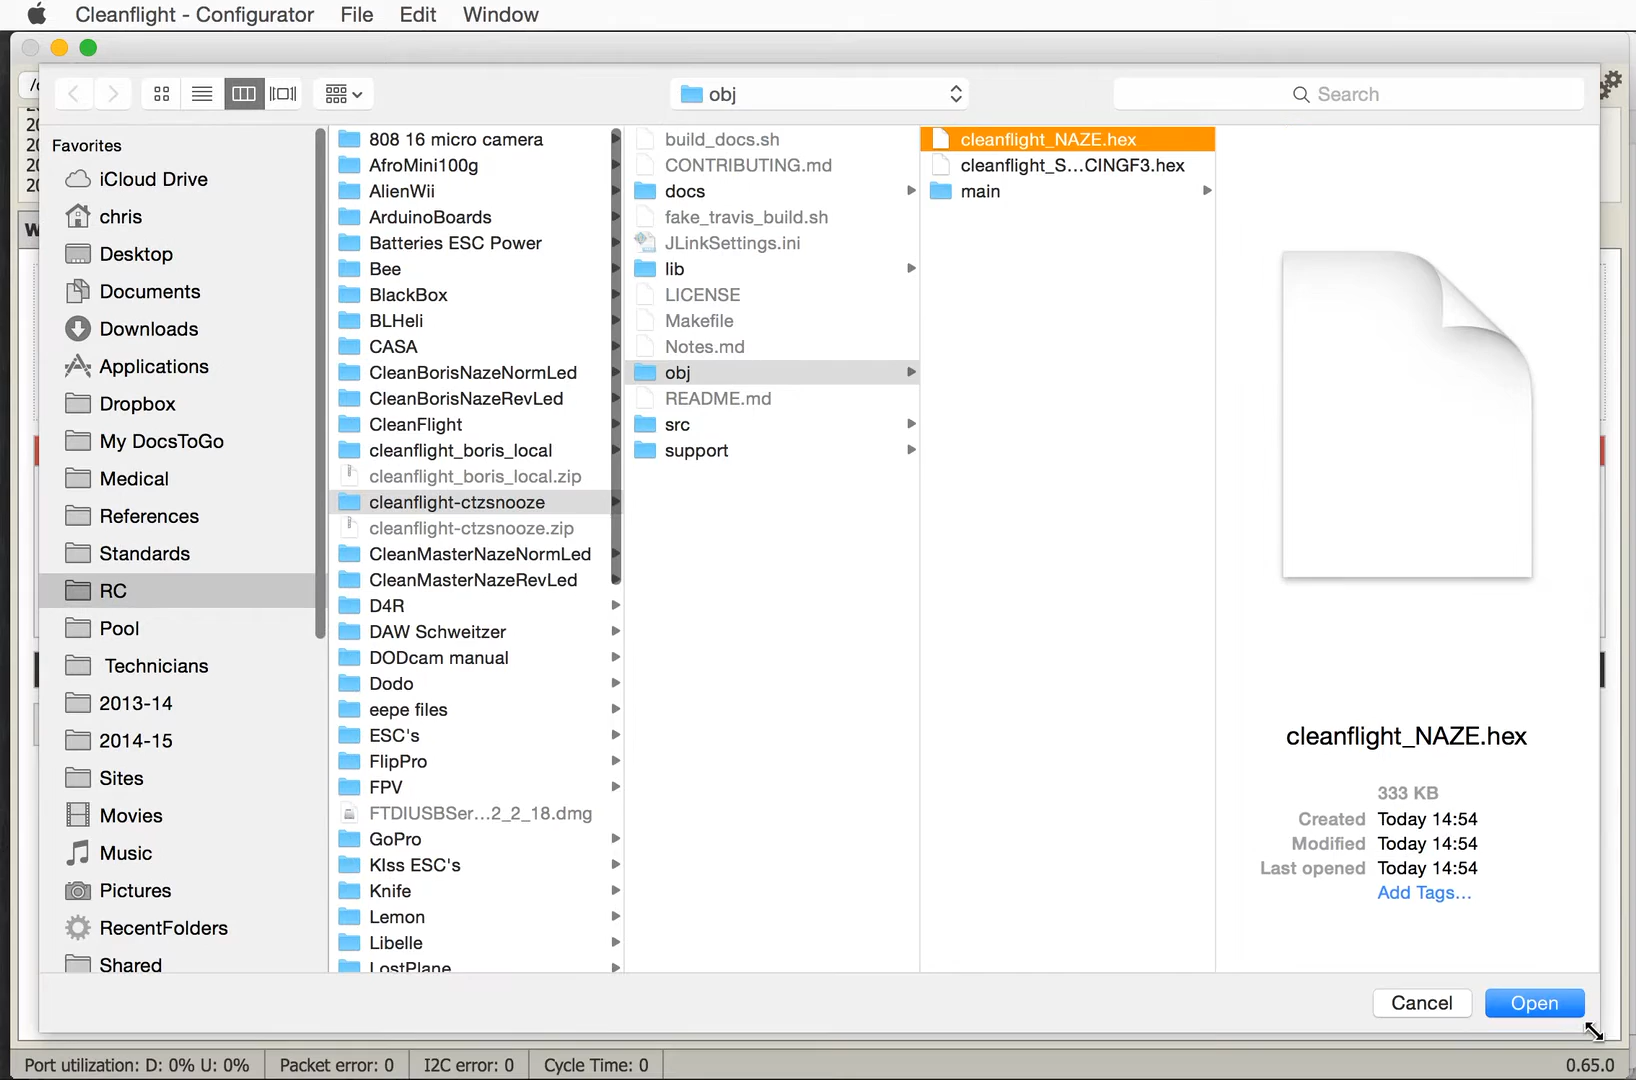 Cleanflight - Configurator File Edit Window
obj
Search
Favorites
iCloud Drive
chris
Desktop
Documents
Downloads
Applications
Dropbox
My DocsToGo
Medical
References
Standards
RC
Pool
Technicians
2013-14
2014-15
Sites
Movies
Music
Pictures
RecentFolders
Shared
808 16 micro camera
AfroMini100g
AlienWii
ArduinoBoards
Batteries ESC Power
Bee
BlackBox
BLHeli
CASA
CleanBorisNazeNormLed
CleanBorisNazeRevLed
CleanFlight
cleanflight_boris_local
cleanflight_boris_local.zip
cleanflight-ctzsnooze
cleanflight-ctzsnooze.zip
CleanMasterNazeNormLed
CleanMasterNazeRevLed
D4R
DAW Schweitzer
DODcam manual
Dodo
eepe files
ESC's
FlipPro
FPV
FTDIUSBSer...2_2_18.dmg
GoPro
KIss ESC's
Knife
Lemon
Libelle
LostPlane
build_docs.sh
CONTRIBUTING.md
docs
fake_travis_build.sh
JLinkSettings.ini
lib
LICENSE
Makefile
Notes.md
obj
README.md
src
support
cleanflight_NAZE.hex
cleanflight_S...CINGF3.hex
main
cleanflight_NAZE.hex
333 KB
Created Today 14:54
Modified Today 14:54
Last opened Today 14:54
Add Tags...
Cancel Open
Port utilization: D: 0% U: 0% Packet error: 0 I2C error: 0 Cycle Time: 0 0.65.0